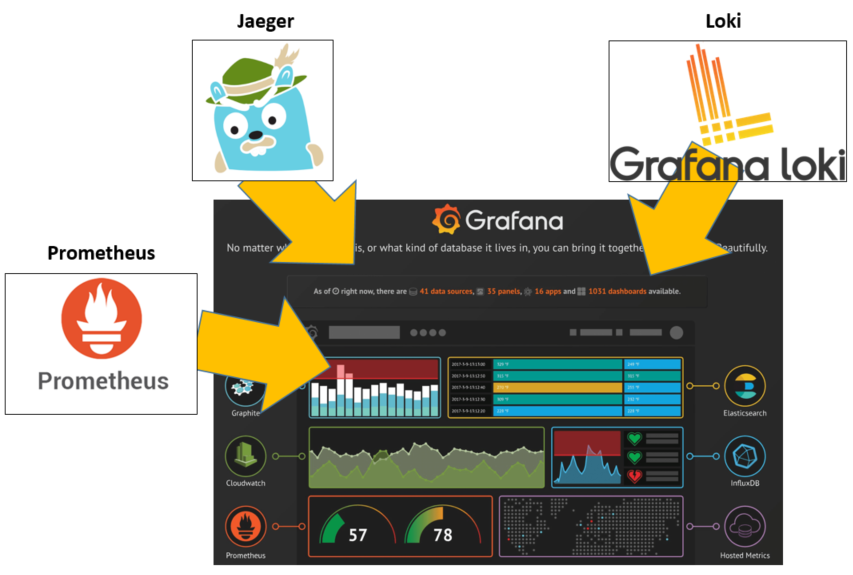 Jaeger
Loki
Grafana loki
Prometheus
Prometheus
Grafana
No matter wh is, or what kind of database it lives in, you can bring it togethe Beautifully.
As of right now, there are 41 data sources, 35 panels, 16 apps and 1031 dashboards available.
Graphite
Elasticsearch
Cloudwatch
InfluxDB
57
78
Prometheus
Hosted Metrics